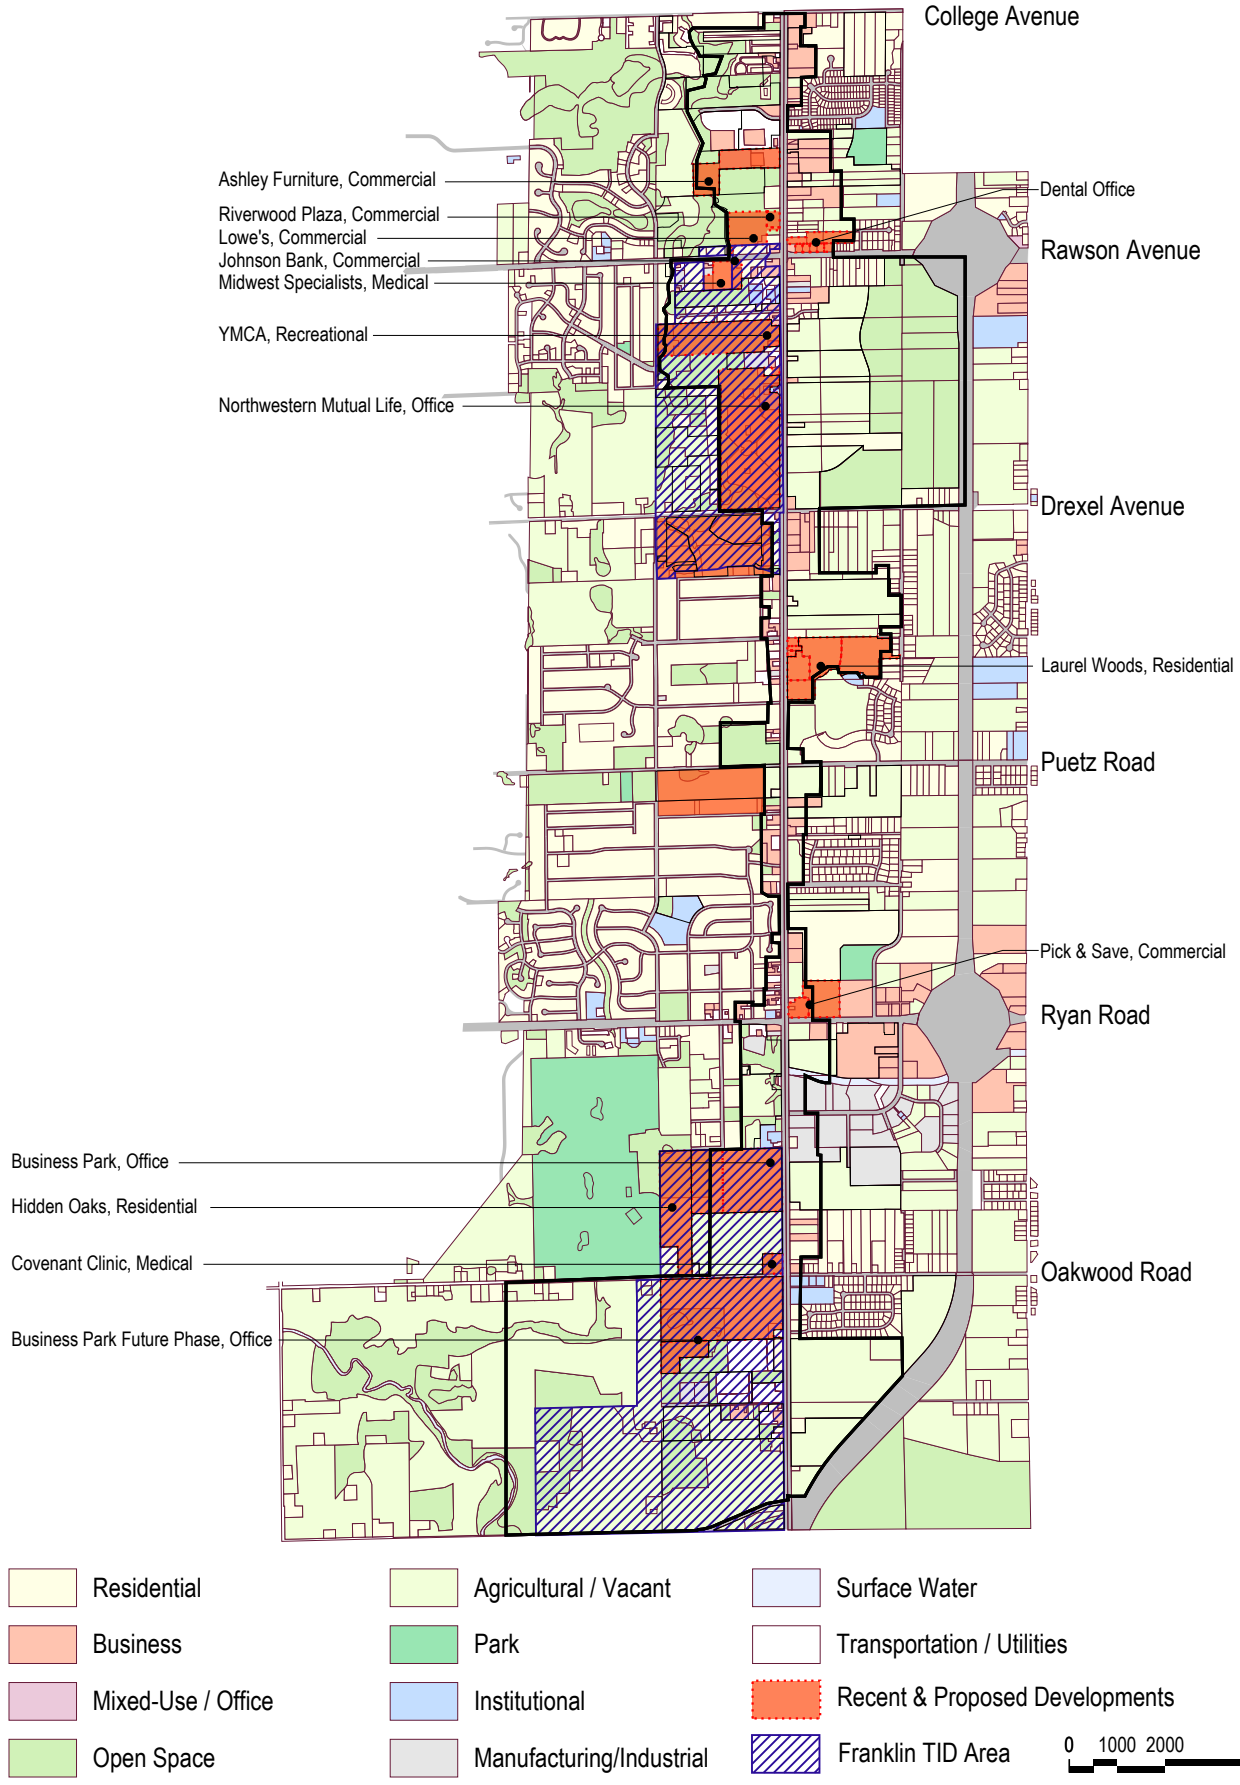 College Avenue
Ashley Furniture, Commercial
Dental Office
Riverwood Plaza, Commercial
Lowe's, Commercial
Rawson Avenue
Johnson Bank, Commercial
Midwest Specialists, Medical
YMCA, Recreational
Northwestern Mutual Life, Office
Drexel Avenue
Laurel Woods, Residential
Puetz Road
Pick & Save, Commercial
Ryan Road
Business Park, Office
Hidden Oaks, Residential
Covenant Clinic, Medical
Oakwood Road
Business Park Future Phase, Office
Residential
Agricultural / Vacant
Surface Water
Business
Park
Transportation / Utilities
Mixed-Use / Office
Institutional
Recent & Proposed Developments
Open Space
Manufacturing/Industrial
Franklin TID Area
0 1000 2000